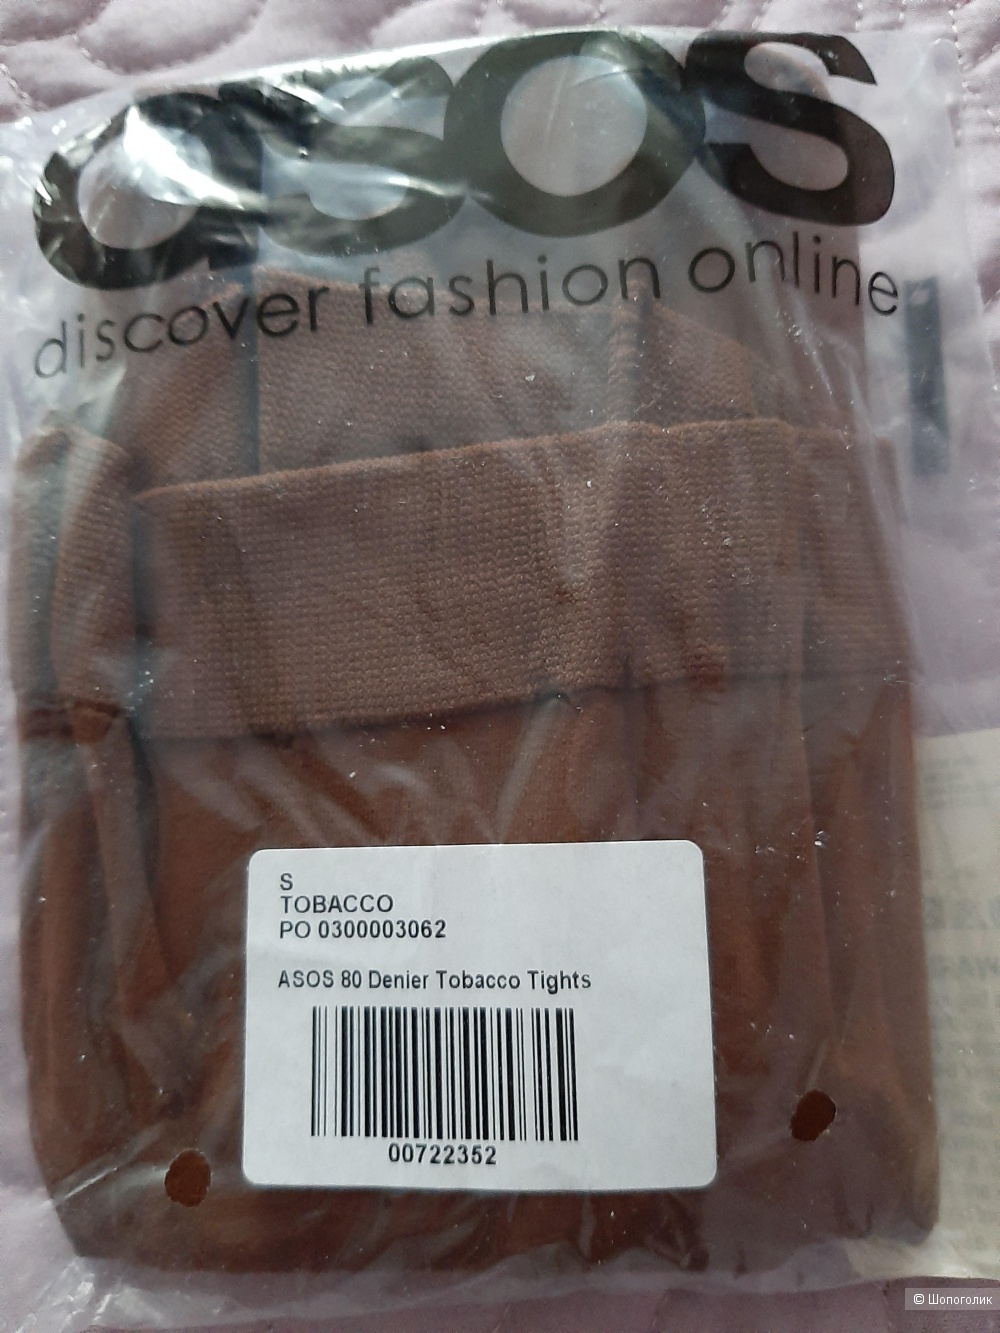 asos
discover fashion online
S
TOBACCO
PO 0300003062
ASOS 80 Denier Tobacco Tights
00722352
© Шопоголик